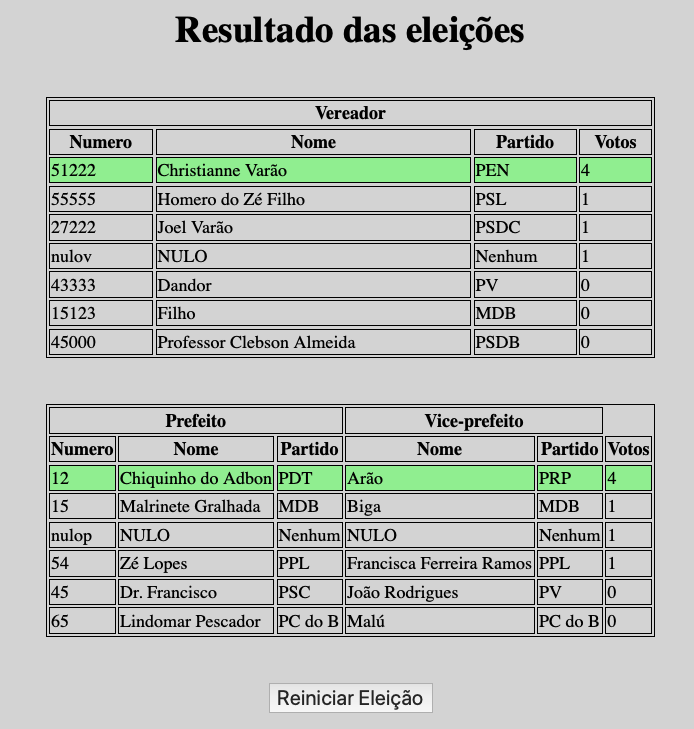 Resultado das eleições
Vereador
Numero Nome Partido Votos
51222 Christianne Varão PEN 4
55555 Homero do Zé Filho PSL 1
27222 Joel Varão PSDC 1
nulov NULO Nenhum 1
43333 Dandor PV 0
15123 Filho MDB 0
45000 Professor Clebson Almeida PSDB 0
Prefeito Vice-prefeito
Numero Nome Partido Nome Partido Votos
12 Chiquinho do Adbon PDT Arão PRP 4
15 Malrinete Gralhada MDB Biga MDB 1
nulop NULO Nenhum NULO Nenhum 1
54 Zé Lopes PPL Francisca Ferreira Ramos PPL 1
45 Dr. Francisco PSC João Rodrigues PV 0
65 Lindomar Pescador PC do B Malú PC do B 0
Reiniciar Eleição